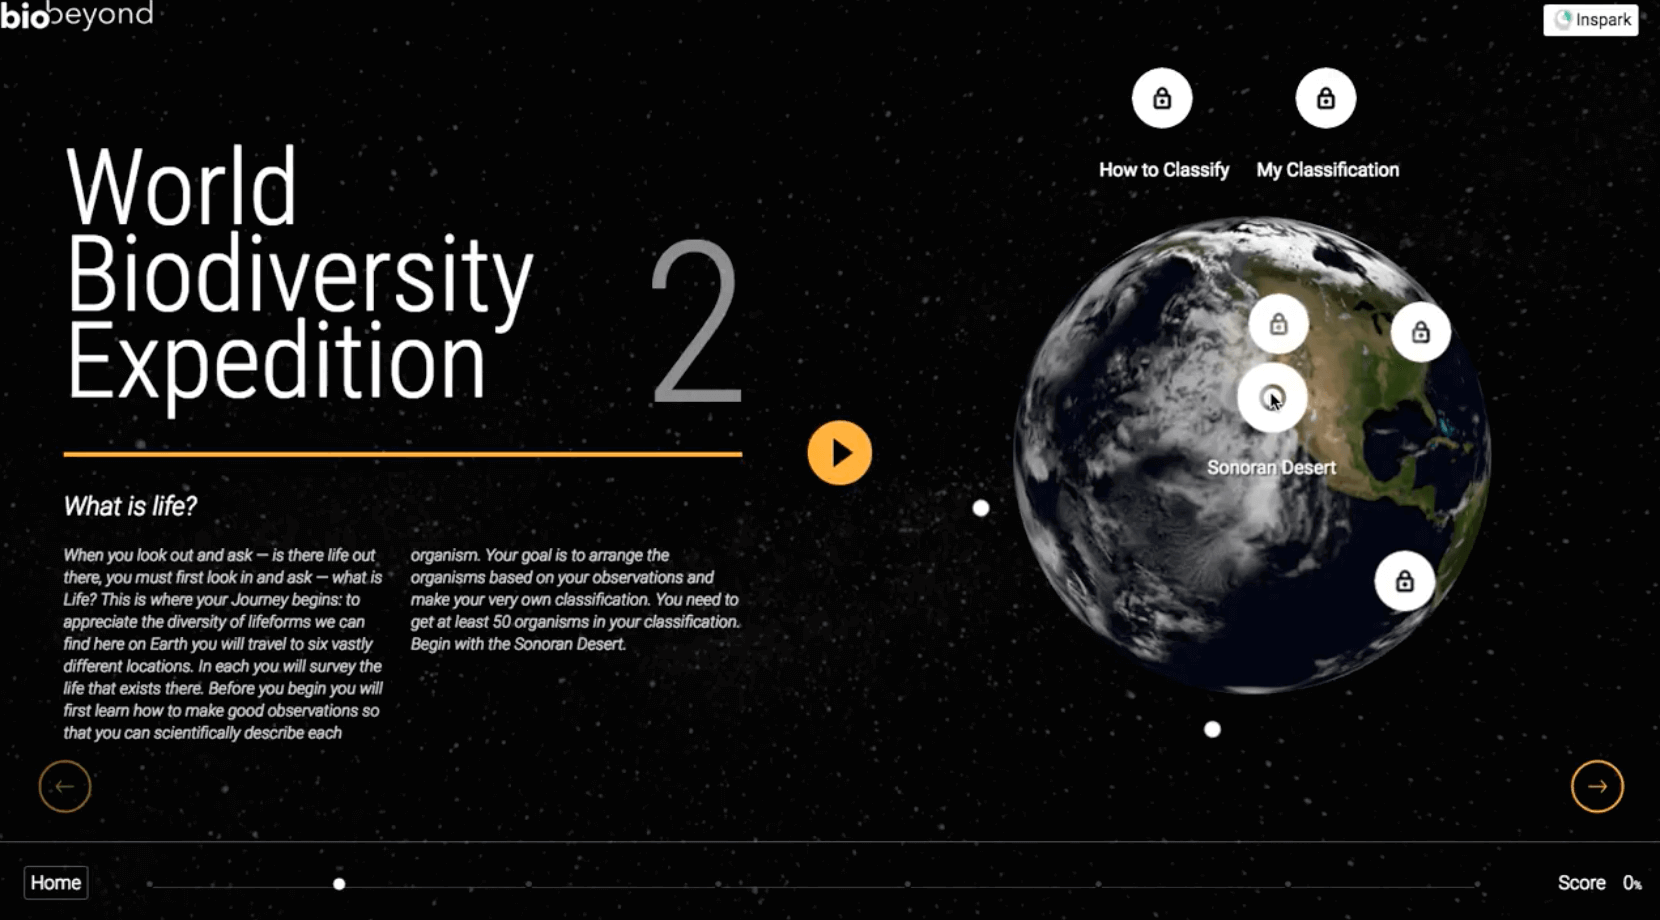 biobeyond
Inspark
How to Classify
My Classification
World
Biodiversity
Expedition
2
Sonoran Desert
What is life?
When you look out and ask — is there life out
there, you must first look in and ask — what is
Life? This is where your Journey begins: to
appreciate the diversity of lifeforms we can
find here on Earth you will travel to six vastly
different locations. In each you will survey the
life that exists there. Before you begin you will
first learn how to make good observations so
that you can scientifically describe each
organism. Your goal is to arrange the
organisms based on your observations and
make your very own classification. You need to
get at least 50 organisms in your classification.
Begin with the Sonoran Desert.
Home
Score 0%